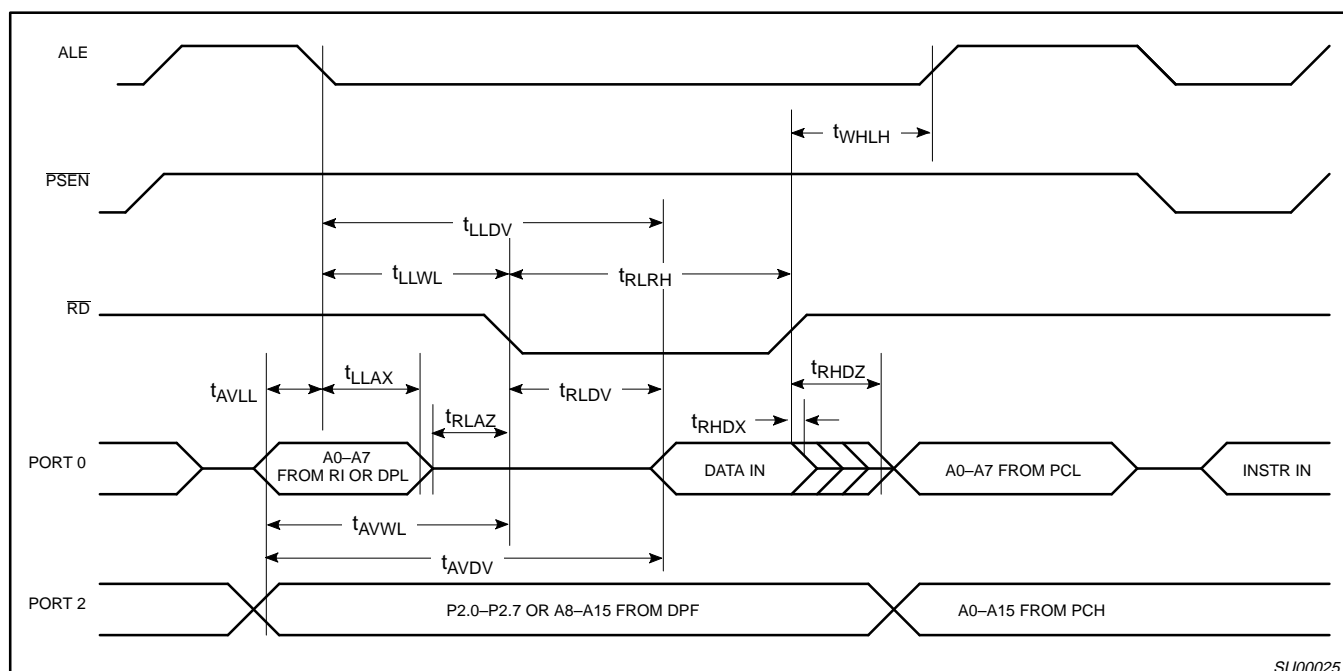 ALE
tWHLH
PSEN
tLLDV
tLLWL
tRLRH
RD
tAVLL
tLLAX
tRLDV
tRHDZ
tRLAZ
tRHDX
PORT 0
A0–A7
FROM RI OR DPL
DATA IN
A0–A7 FROM PCL
INSTR IN
tAVWL
tAVDV
PORT 2
P2.0–P2.7 OR A8–A15 FROM DPF
A0–A15 FROM PCH
SU00025